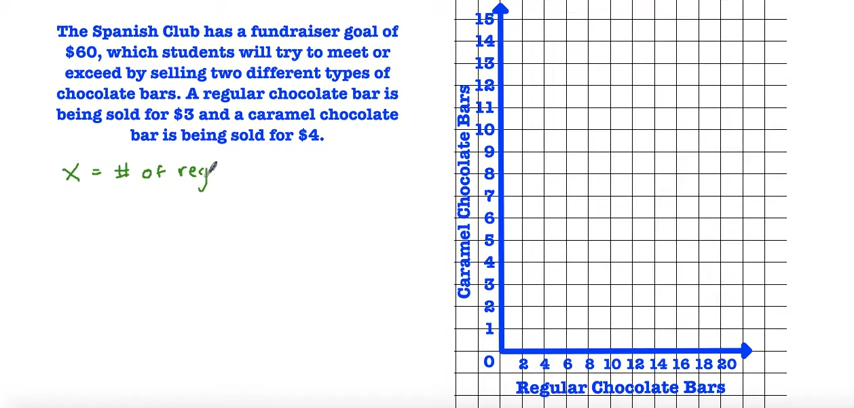 The Spanish Club has a fundraiser goal of
$60, which students will try to meet or
exceed by selling two different types of
chocolate bars. A regular chocolate bar is
being sold for $3 and a caramel chocolate
bar is being sold for $4.
x = # of reg
Caramel Chocolate Bars
15
14
13
12
11
10
9
8
7
6
5
4
3
2
1
0
2 4 6 8 10 12 14 16 18 20
Regular Chocolate Bars